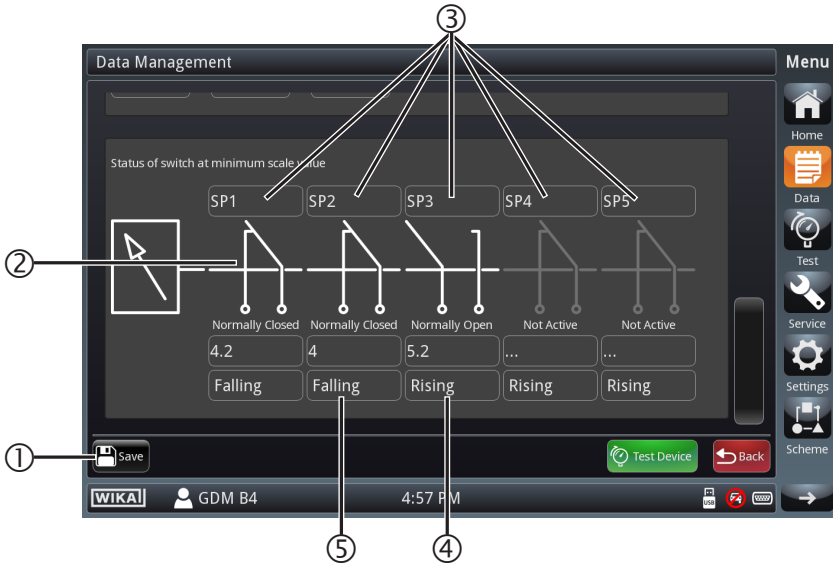 ③
Data Management
Menu
Home
Status of switch at minimum scale value
SP1 SP2 SP3 SP4 SP5
Data
②
Test
Normally Closed Normally Closed Normally Open Not Active Not Active
Service
4.2 4 5.2 ... ...
Falling Falling Rising Rising Rising
Settings
①
Save Test Device Back
Scheme
WIKAI GDM B4 4:57 PM USB
⑤ ④